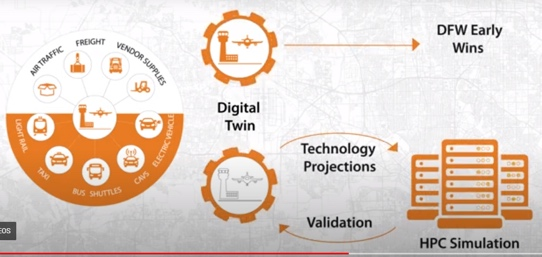 AIR TRAFFIC
FREIGHT
VENDOR SUPPLIES
LIGHT RAIL
TAXI
BUS SHUTTLES
CAVS
ELECTRIC VEHICLE
Digital
Twin
DFW Early
Wins
Technology
Projections
Validation
HPC Simulation
EOS